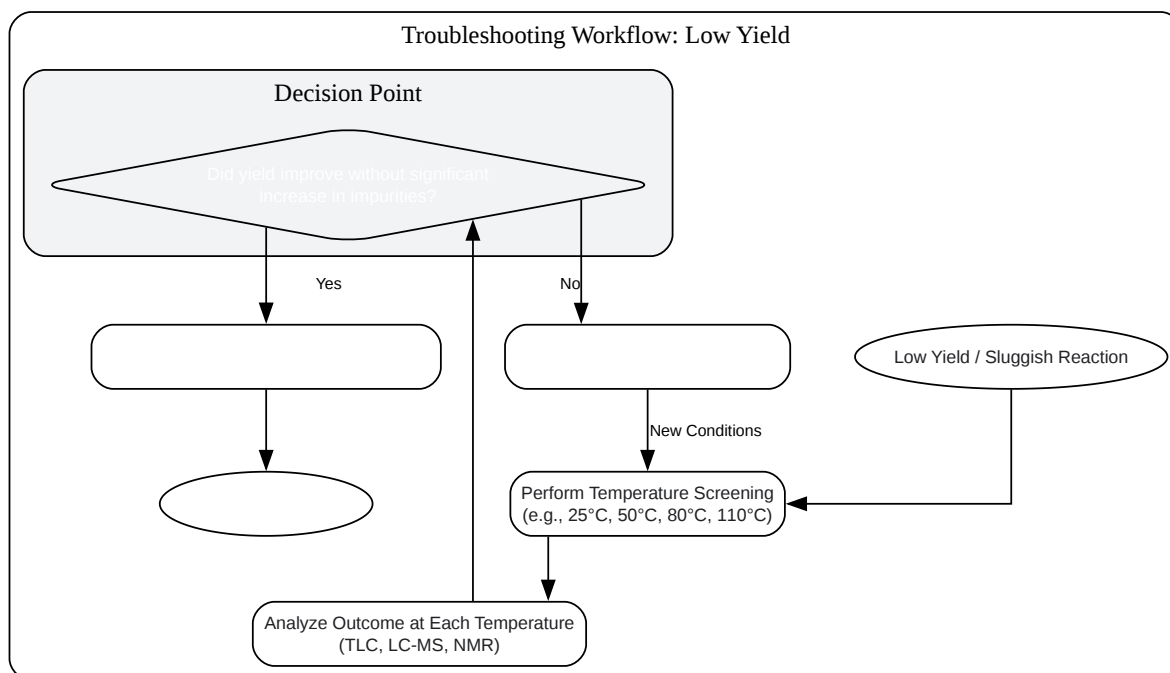 Troubleshooting Workflow: Low Yield
Decision Point
Did yield improve without significant
increase in impurities?
Yes
No
Low Yield / Sluggish Reaction
New Conditions
Perform Temperature Screening
(e.g., 25°C, 50°C, 80°C, 110°C)
Analyze Outcome at Each Temperature
(TLC, LC-MS, NMR)